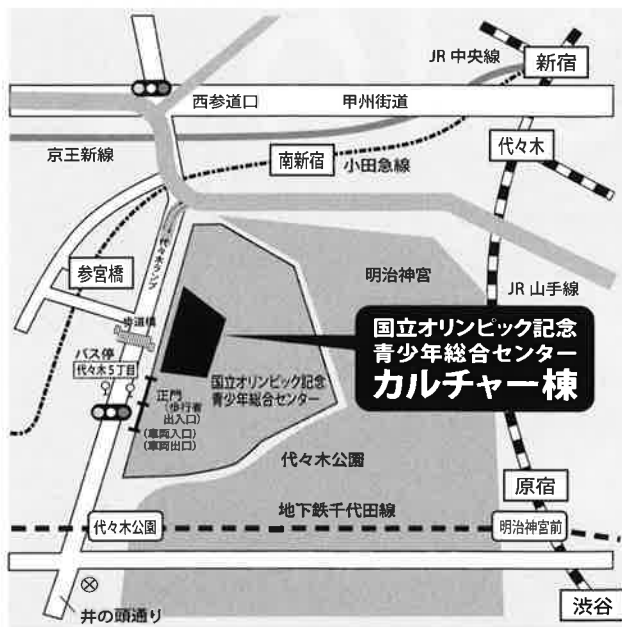 JR 中央線
新宿
西参道口
甲州街道
京王新線
南新宿
小田急線
代々木
代々木ランプ
参宮橋
明治神宮
JR 山手線
歩道橋
国立オリンピック記念
青少年総合センター
カルチャー棟
バス停
代々木5丁目
正門
(歩行者
出入口)
(車両入口)
(車両出口)
国立オリンピック記念
青少年総合センター
代々木公園
原宿
地下鉄千代田線
代々木公園
明治神宮前
渋谷
井の頭通り